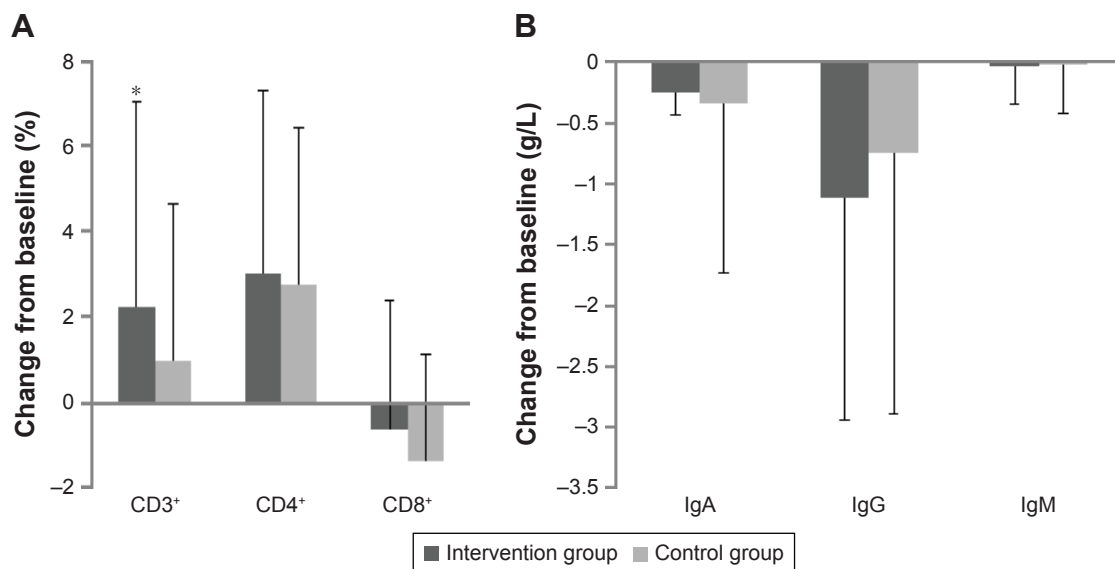 A
Change from baseline (%)
8
6
4
2
0
–2
*
CD3⁺
CD4⁺
CD8⁺
B
Change from baseline (g/L)
0
–0.5
–1
–1.5
–2
–2.5
–3
–3.5
IgA
IgG
IgM
Intervention group
Control group